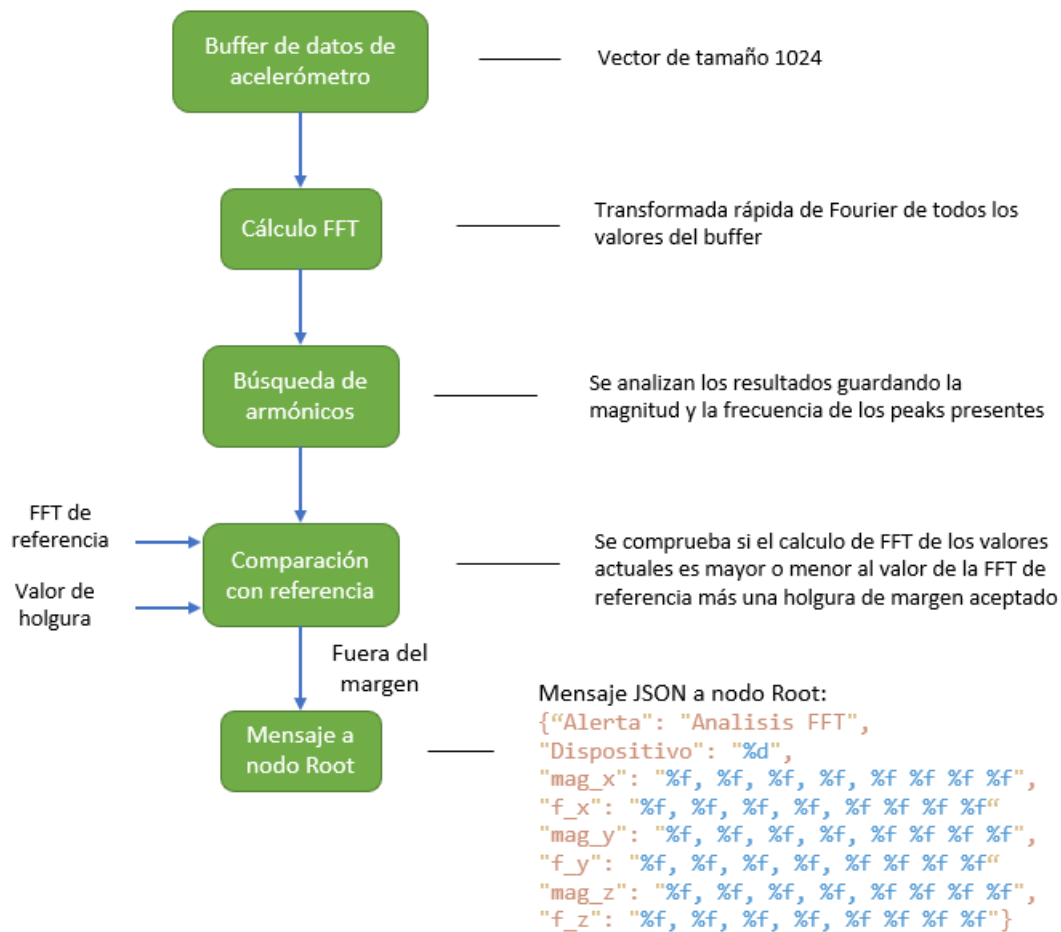 Buffer de datos de
acelerómetro
Vector de tamaño 1024
Cálculo FFT
Transformada rápida de Fourier de todos los
valores del buffer
Búsqueda de
armónicos
Se analizan los resultados guardando la
magnitud y la frecuencia de los peaks presentes
FFT de
referencia
Valor de
holgura
Comparación
con referencia
Se comprueba si el calculo de FFT de los valores
actuales es mayor o menor al valor de la FFT de
referencia más una holgura de margen aceptado
Fuera del
margen
Mensaje a
nodo Root
Mensaje JSON a nodo Root:
{“Alerta": "Analisis FFT",
"Dispositivo": "%d",
"mag_x": "%f, %f, %f, %f, %f %f %f %f",
"f_x": "%f, %f, %f, %f, %f %f %f %f“
"mag_y": "%f, %f, %f, %f, %f %f %f %f",
"f_y": "%f, %f, %f, %f, %f %f %f %f“
"mag_z": "%f, %f, %f, %f, %f %f %f %f",
"f_z": "%f, %f, %f, %f, %f %f %f %f"}